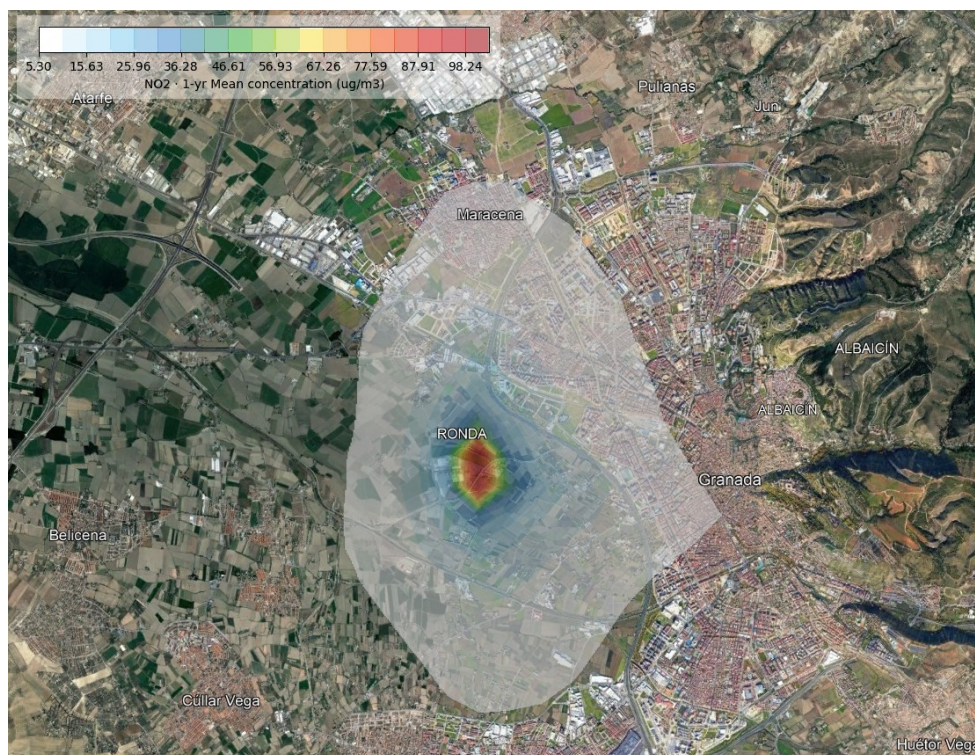 5.30 15.63 25.96 36.28 46.61 56.93 67.26 77.59 87.91 98.24
NO2 · 1-yr Mean concentration (ug/m3)
Atarfe
Pulianas
Jun
Maracena
ALBAICÍN
ALBAICÍN
RONDA
Granada
Belicena
Cúllar Vega
Huétor Veg